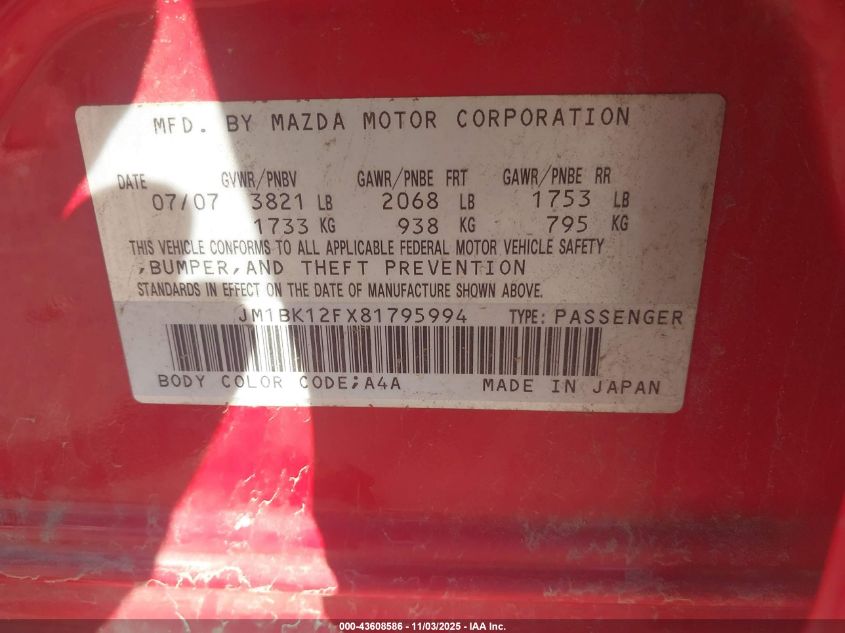 MFD. BY MAZDA MOTOR CORPORATION
DATE GVWR/PNBV GAWR/PNBE FRT GAWR/PNBE RR
07/07 3821 LB 2068 LB 1753 LB
1733 KG 938 KG 795 KG
THIS VEHICLE CONFORMS TO ALL APPLICABLE FEDERAL MOTOR VEHICLE SAFETY
,BUMPER,AND THEFT PREVENTION
STANDARDS IN EFFECT ON THE DATE OF MANUFACTURE SHOWN ABOVE.
JM1BK12FX81795994 TYPE: PASSENGER
BODY COLOR CODE;A4A MADE IN JAPAN
000-43608586 - 11/03/2025 - IAA Inc.